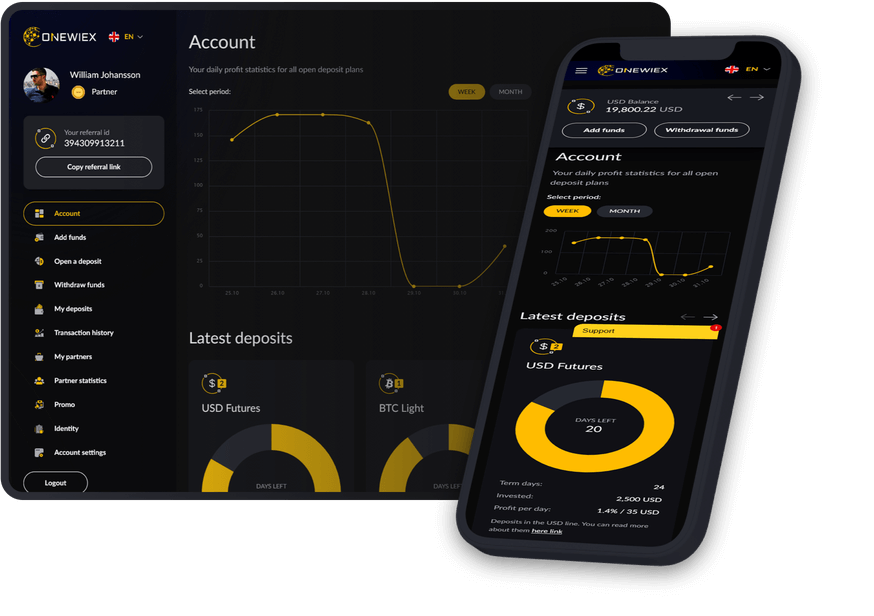 ONEWIEX
EN
William Johansson
Partner
Your referral id
394309913211
Copy referral link
Account
Add funds
Open a deposit
Withdraw funds
My deposits
Transaction history
My partners
Partner statistics
Promo
Identity
Account settings
Logout
Account
Your daily profit statistics for all open deposit plans
Select period:
WEEK
MONTH
175
150
125
100
75
50
25
0
25.10
26.10
27.10
28.10
29.10
30.10
Latest deposits
$ 2
USD Futures
DAYS LEFT
1
BTC Light
DAYS LEFT
ONEWIEX
EN
$
USD Balance
19,800.22 USD
Add funds
Withdrawal funds
Account
Your daily profit statistics for all open
deposit plans
Select period:
WEEK
MONTH
200
100
0
25.10
26.10
27.10
28.10
29.10
30.10
31.10
Latest deposits
Support
$ 2
USD Futures
DAYS LEFT
20
Term days:
24
Invested:
2,500 USD
Profit per day:
1.4% / 35 USD
Deposits in the USD line. You can read more
about them here link